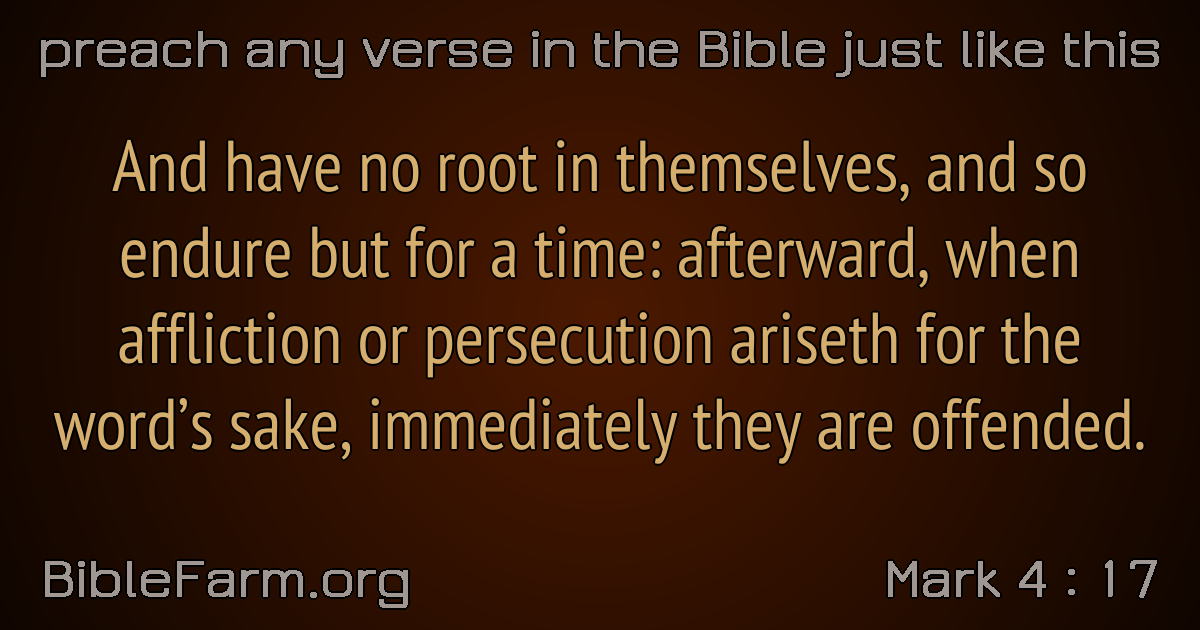 preach any verse in the Bible just like this
And have no root in themselves, and so
endure but for a time: afterward, when
affliction or persecution ariseth for the
word’s sake, immediately they are offended.
BibleFarm.org
Mark 4 : 17